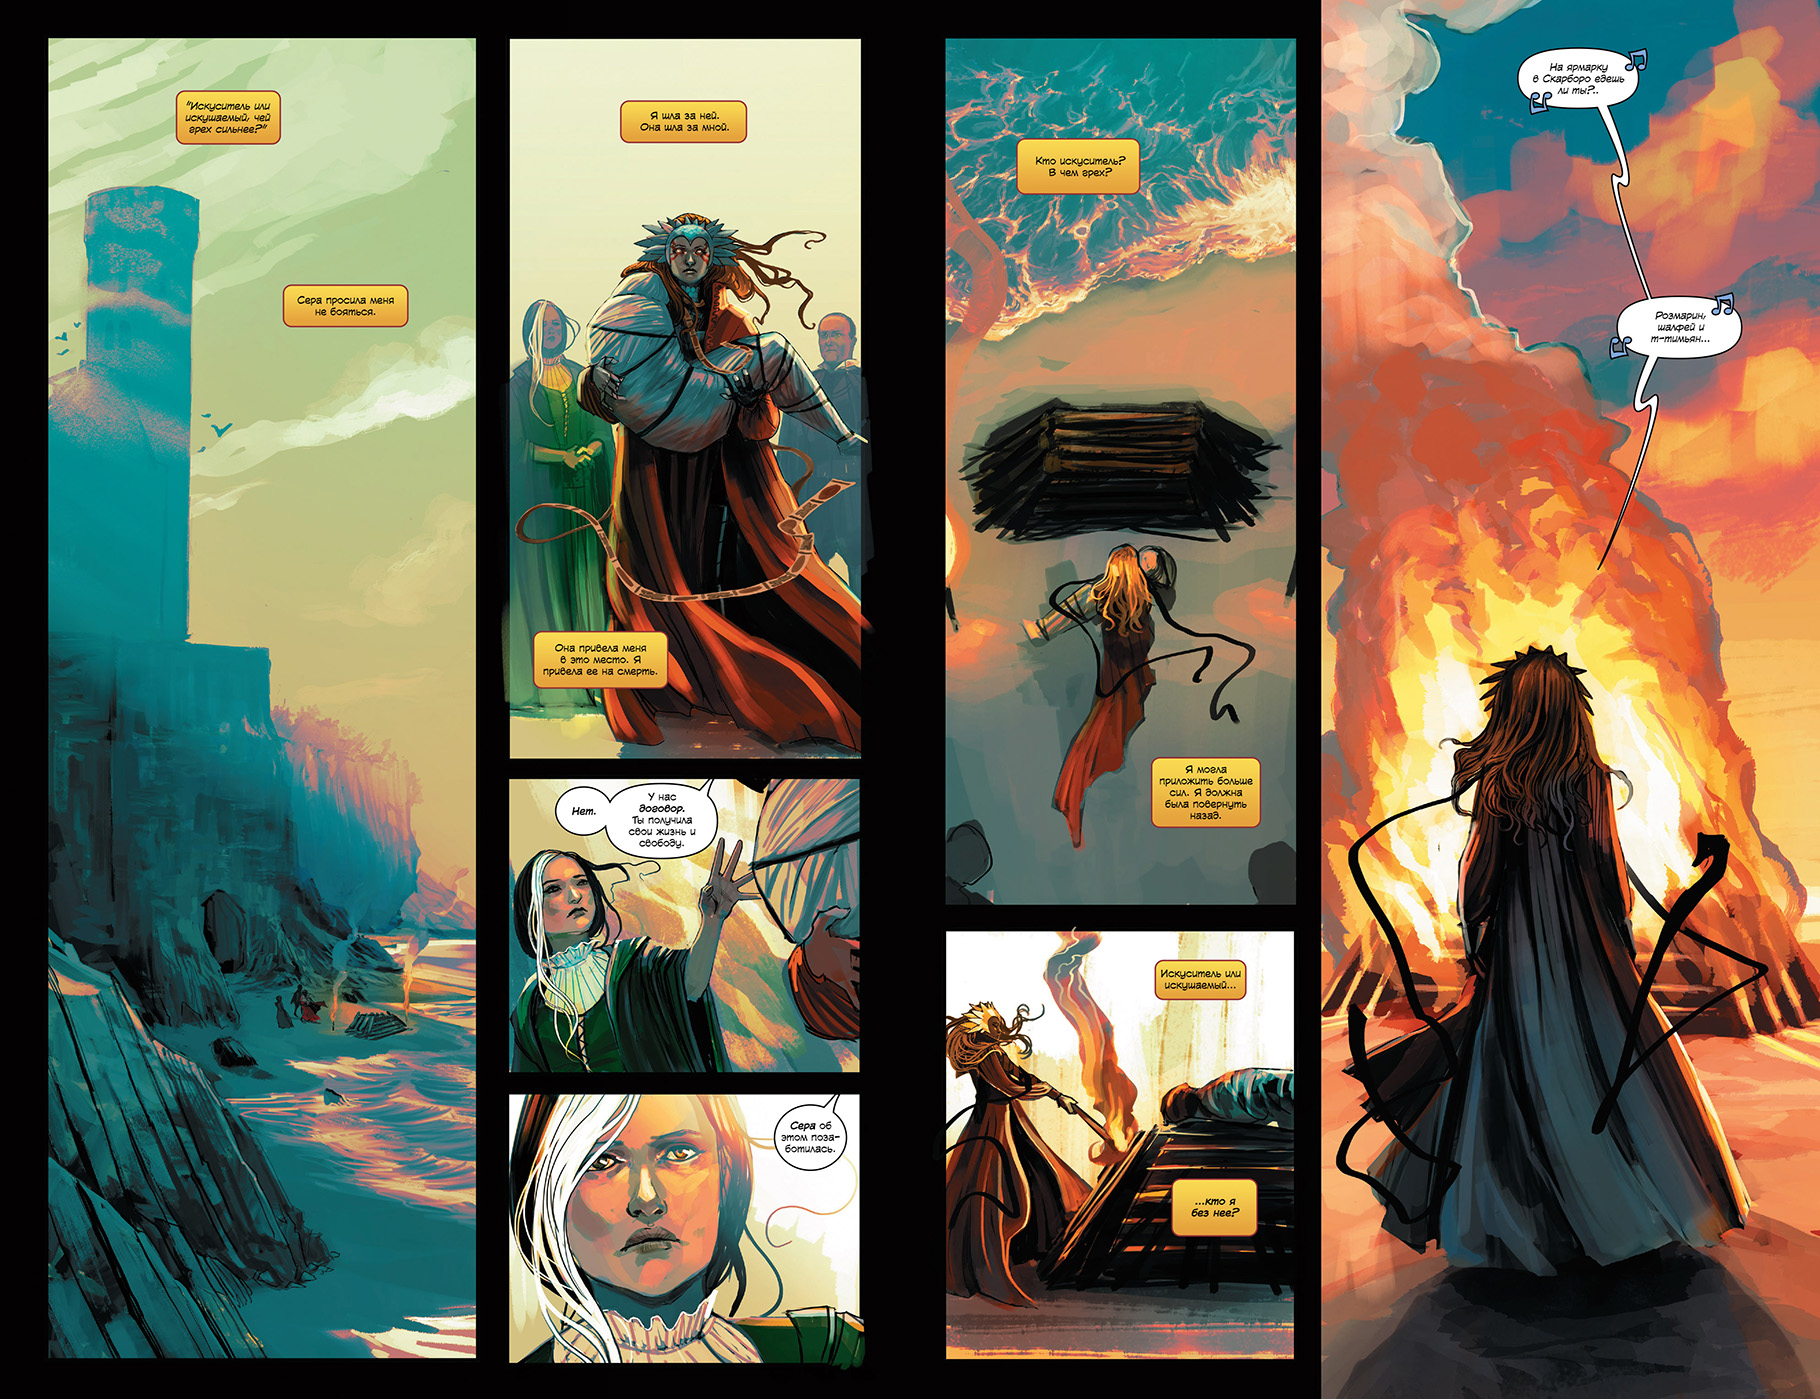 "Искуситель или
искушаемый, чей
грех сильнее?"
Сера просила меня
не бояться.
Я шла за ней.
Она шла за мной.
Она привела меня
в это место. Я
привела ее на смерть.
Нет.
У нас
договор.
Ты получила
свои жизнь и
свободу.
Сера об
этом поза-
ботилась.
Кто искуситель?
В чем грех?
Я могла
приложить больше
сил. Я должна
была повернуть
назад.
Искуситель или
искушаемый...
...кто я
без нее?
На ярмарку
в Скарборо едешь
ли ты?..
Розмарин,
шалфей и
т-тимьян...